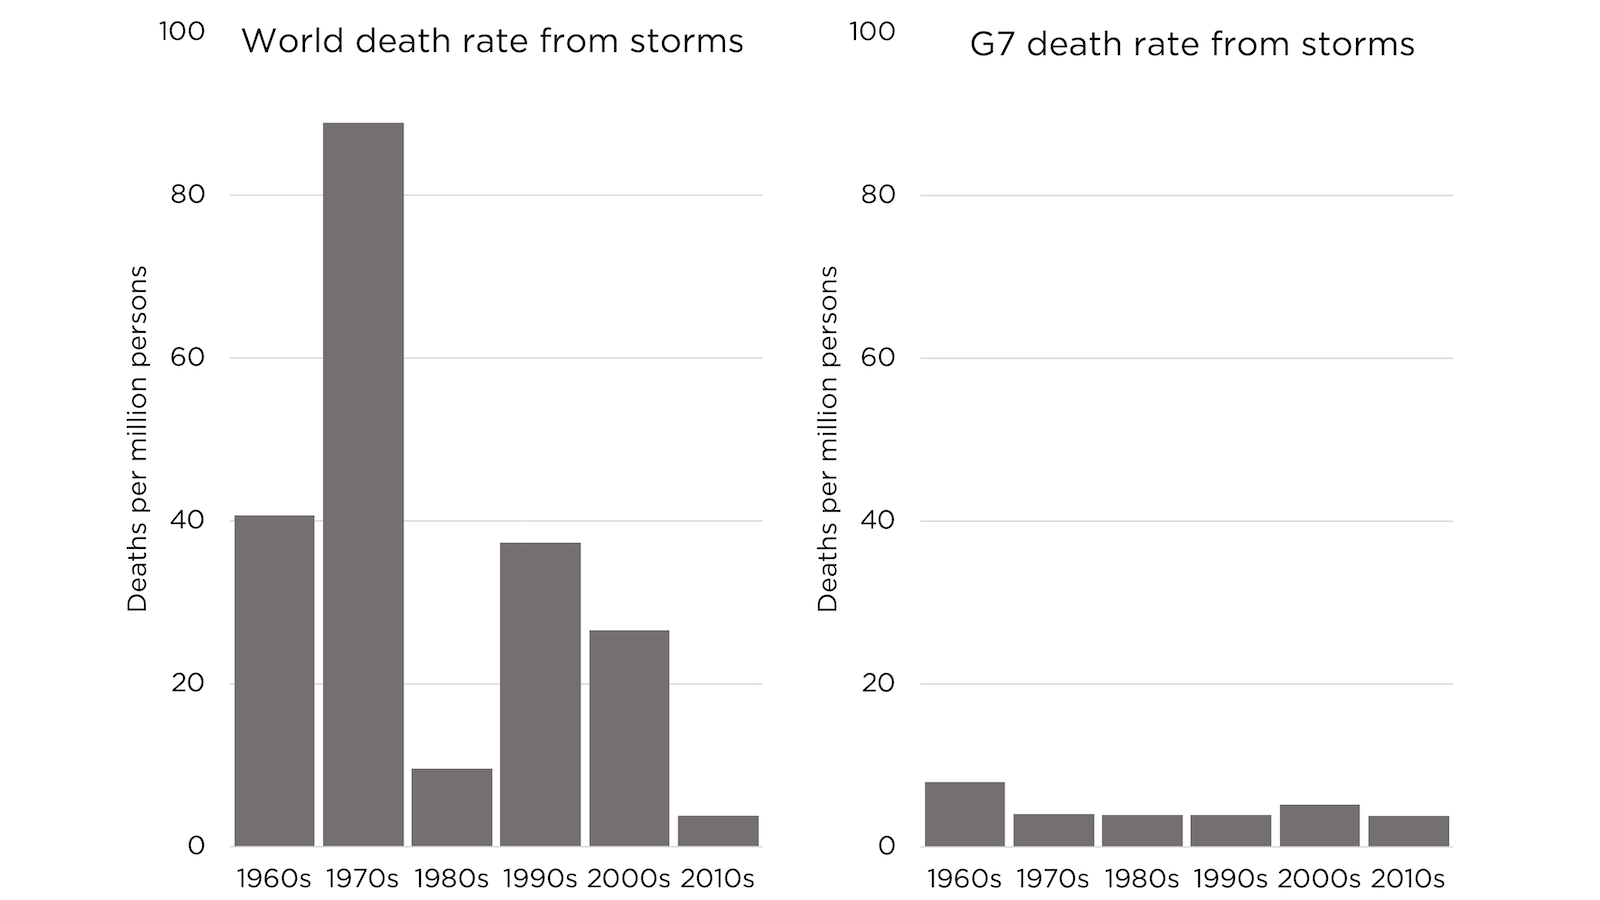 World death rate from storms
100
80
60
40
20
0
Deaths per million persons
1960s 1970s 1980s 1990s 2000s 2010s
G7 death rate from storms
100
80
60
40
20
0
Deaths per million persons
1960s 1970s 1980s 1990s 2000s 2010s